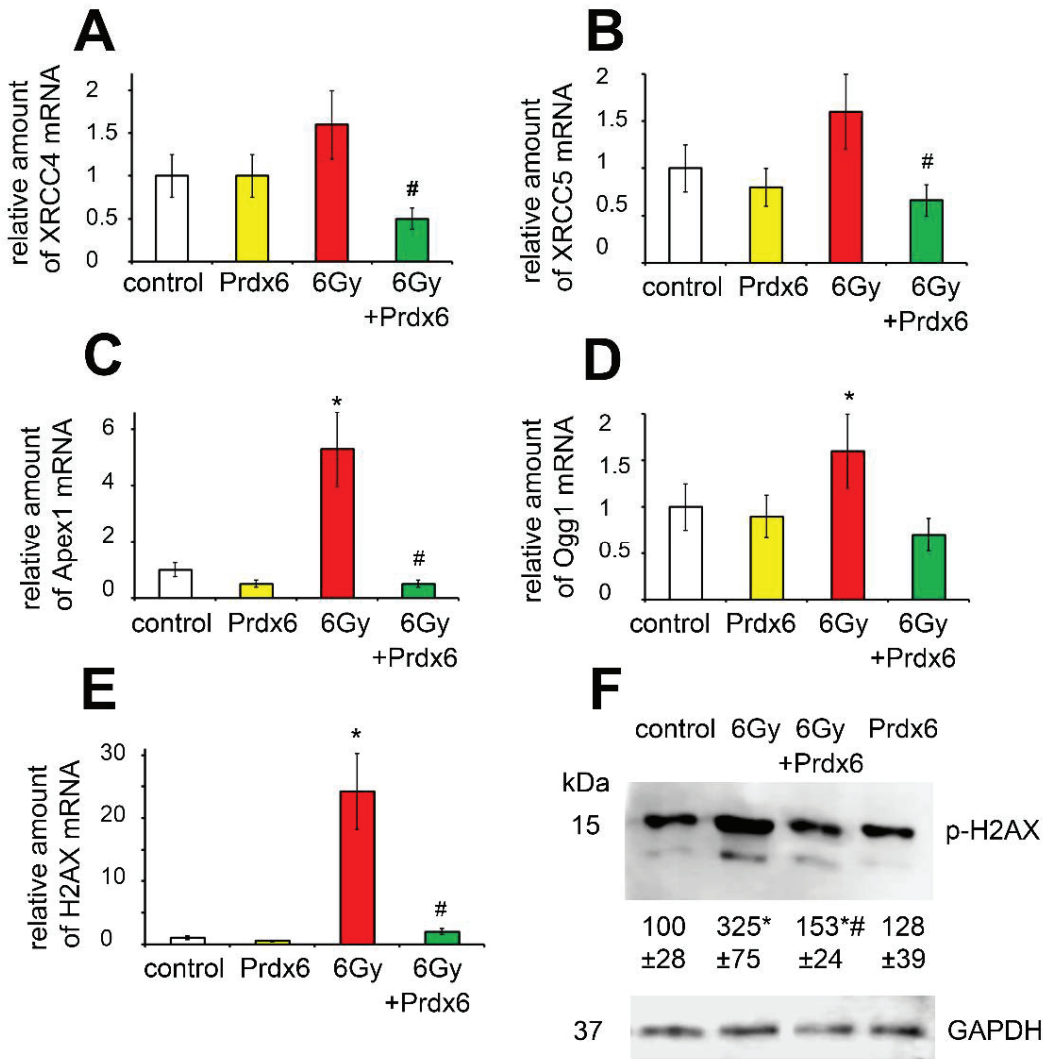 A
relative amount
of XRCC4 mRNA
2
1.5
1
0.5
0
#
control Prdx6 6Gy 6Gy
+Prdx6
B
relative amount
of XRCC5 mRNA
2
1.5
1
0.5
0
#
control Prdx6 6Gy 6Gy
+Prdx6
C
relative amount
of Apex1 mRNA
6
4
2
0
*
#
control Prdx6 6Gy 6Gy
+Prdx6
D
relative amount
of Ogg1 mRNA
2
1.5
1
0.5
0
*
control Prdx6 6Gy 6Gy
+Prdx6
E
relative amount
of H2AX mRNA
30
20
10
0
*
#
control Prdx6 6Gy 6Gy
+Prdx6
F
control 6Gy 6Gy Prdx6
+Prdx6
kDa
15
p-H2AX
100 325* 153*# 128
±28 ±75 ±24 ±39
37
GAPDH